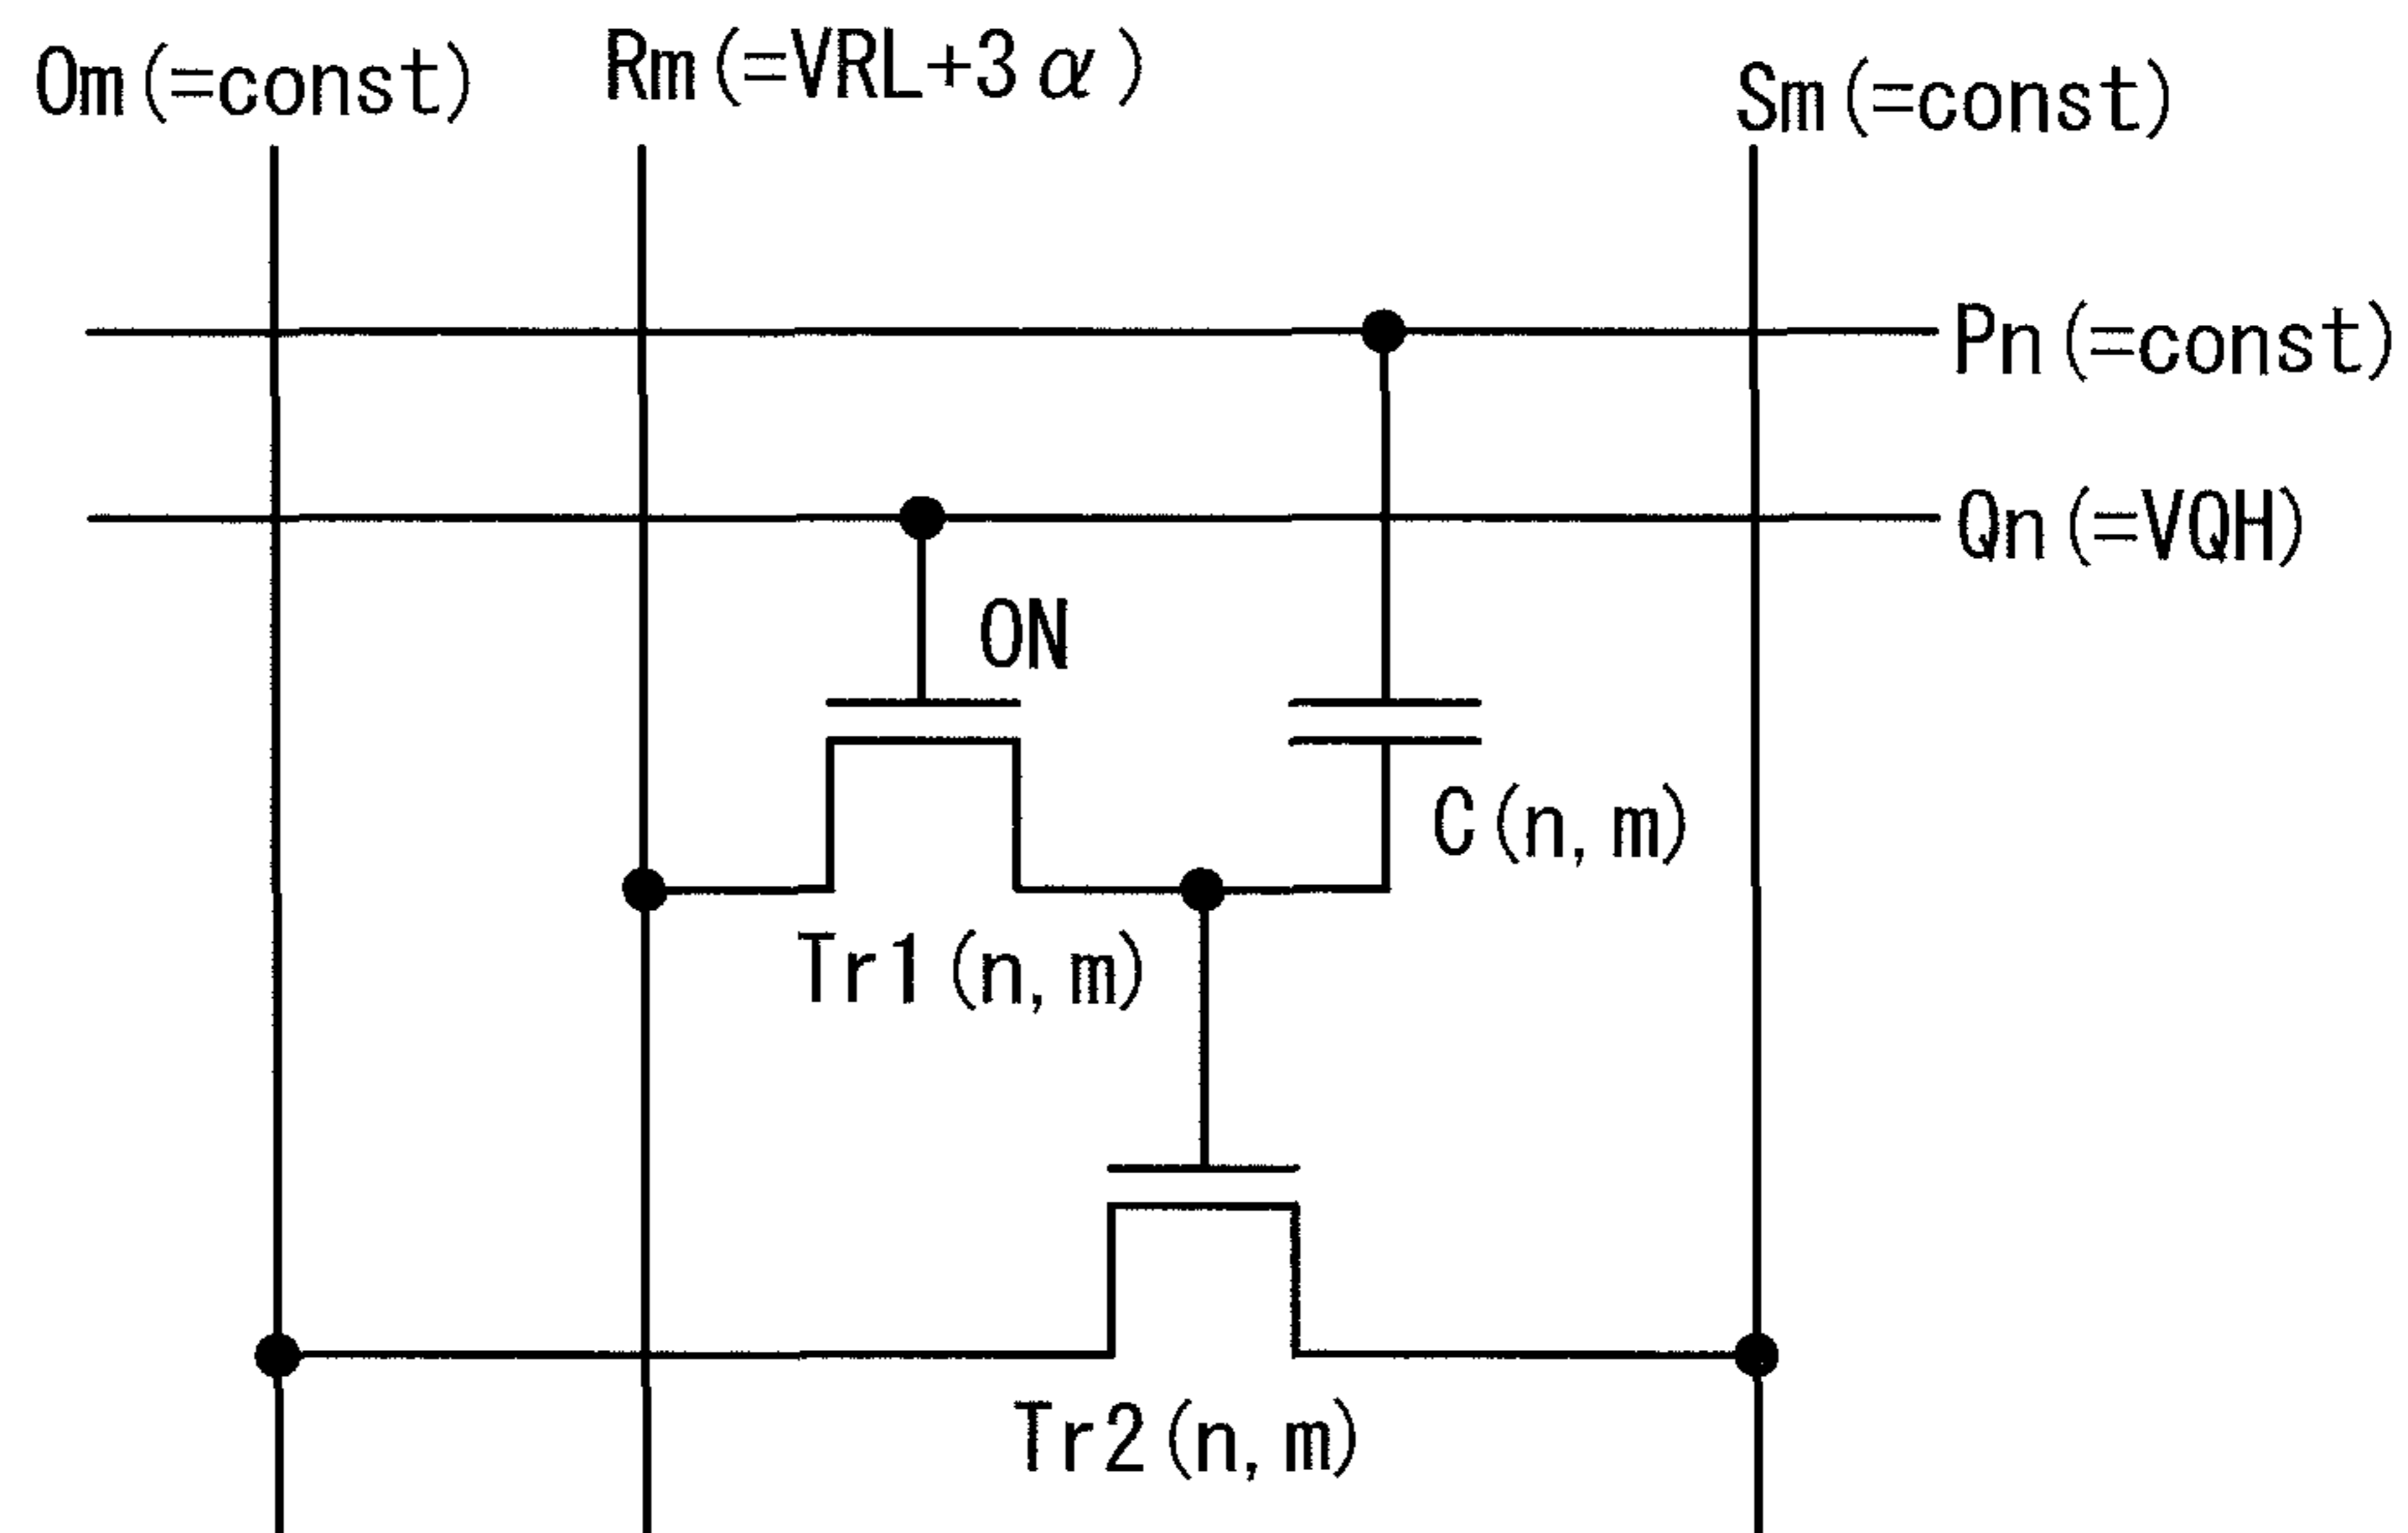 Om(=const)
Rm(=VRL+3α)
Sm(=const)
Pn(=const)
Qn(=VQH)
ON
C(n,m)
Tr1(n,m)
Tr2(n,m)